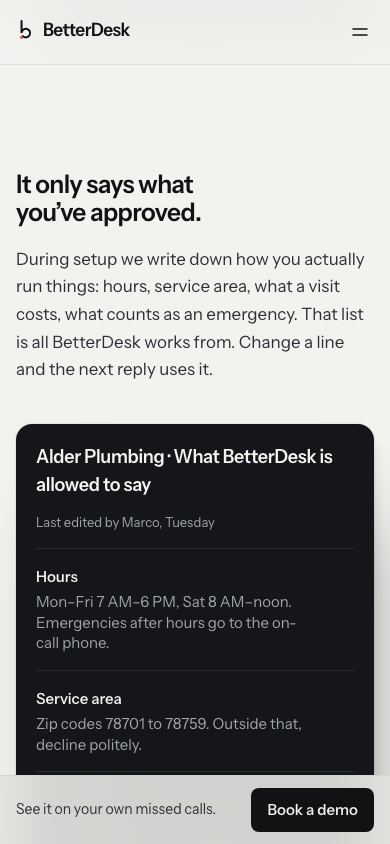 BetterDesk
It only says what
you’ve approved.
During setup we write down how you actually
run things: hours, service area, what a visit
costs, what counts as an emergency. That list
is all BetterDesk works from. Change a line
and the next reply uses it.
Alder Plumbing · What BetterDesk is
allowed to say
Last edited by Marco, Tuesday
Hours
Mon–Fri 7 AM–6 PM, Sat 8 AM–noon.
Emergencies after hours go to the on-
call phone.
Service area
Zip codes 78701 to 78759. Outside that,
decline politely.
See it on your own missed calls.
Book a demo